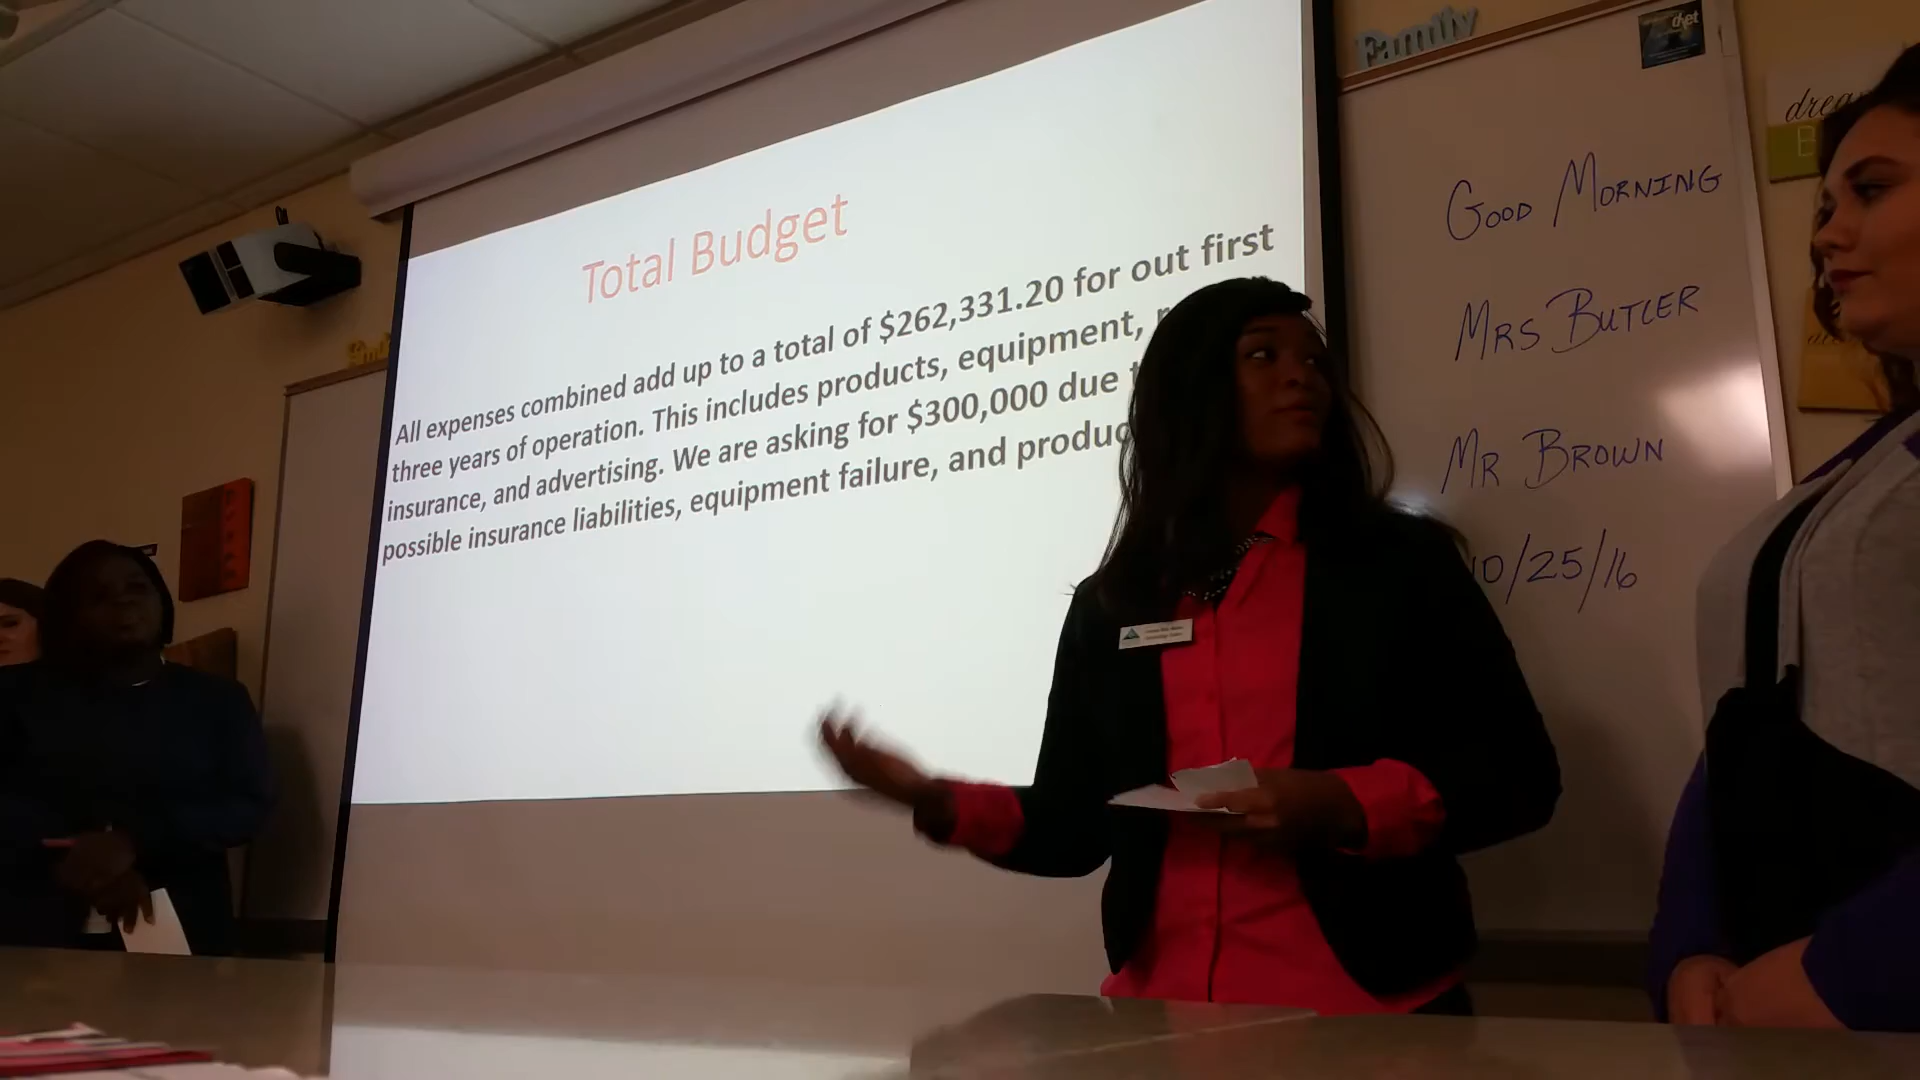 Total Budget
All expenses combined add up to a total of $262,331.20 for out first
three years of operation. This includes products, equipment,
insurance, and advertising. We are asking for $300,000 due
possible insurance liabilities, equipment failure, and
Family
GOOD MORNING
MRS BUTLER
MR BROWN
10/25/16